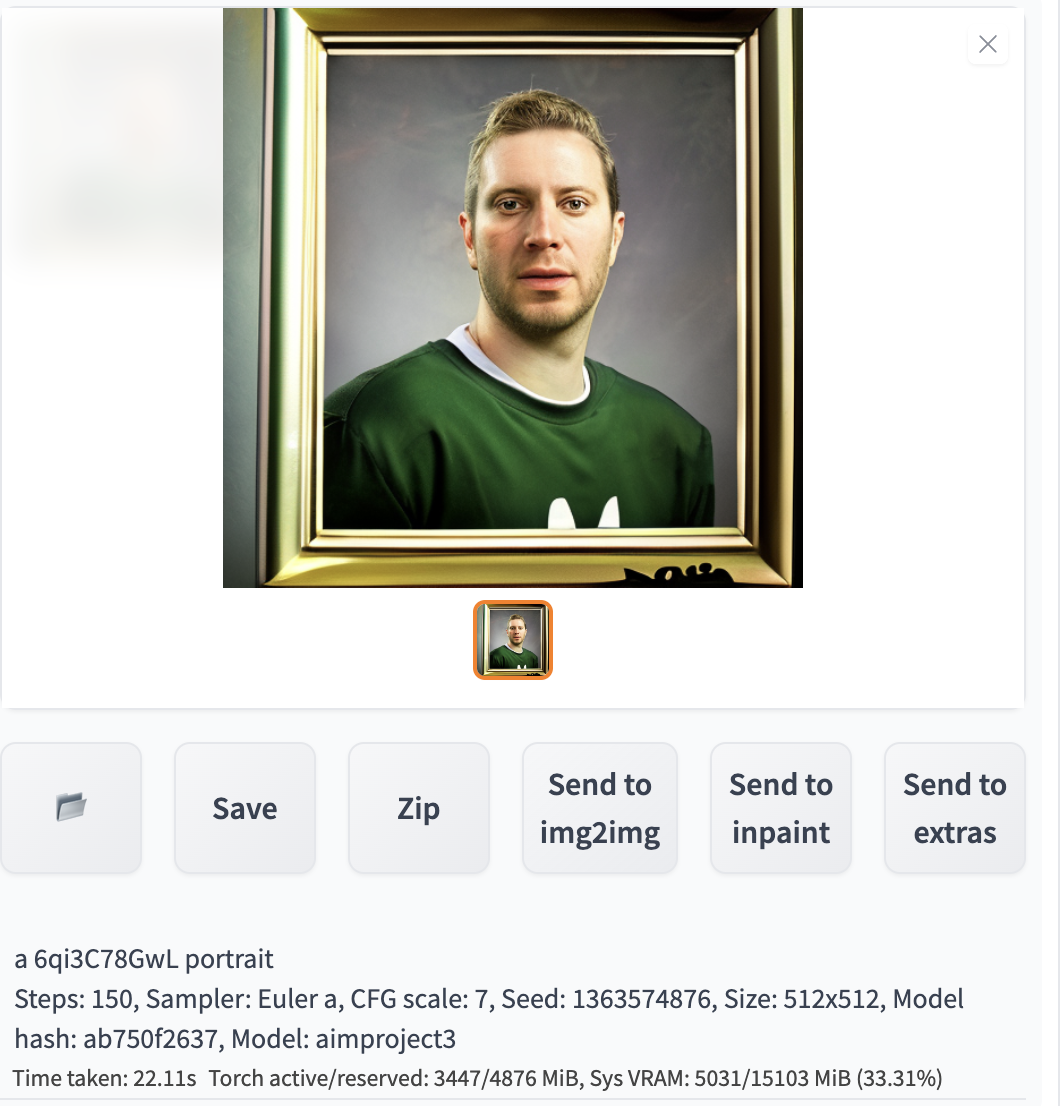 Save
Zip
Send to
img2img
Send to
inpaint
Send to
extras
a 6qi3C78GwL portrait
Steps: 150, Sampler: Euler a, CFG scale: 7, Seed: 1363574876, Size: 512x512, Model
hash: ab750f2637, Model: aimproject3
Time taken: 22.11s Torch active/reserved: 3447/4876 MiB, Sys VRAM: 5031/15103 MiB (33.31%)